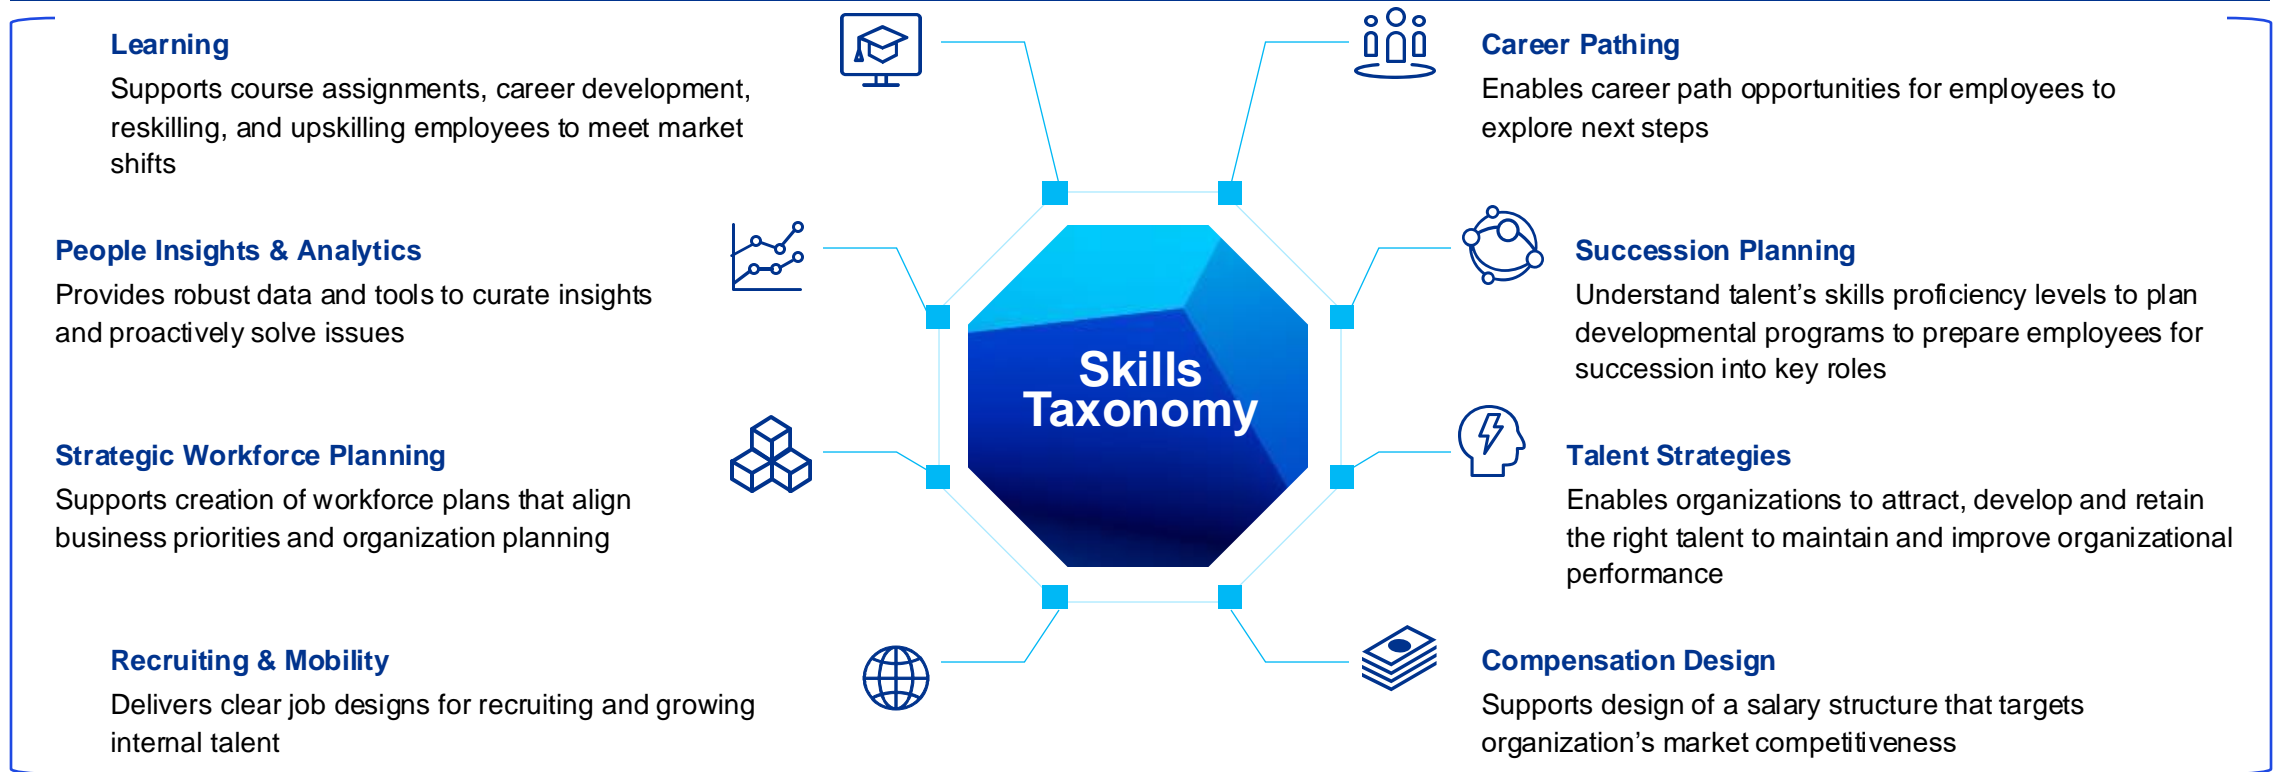 Learning
Supports course assignments, career development,
reskilling, and upskilling employees to meet market
shifts
People Insights & Analytics
Provides robust data and tools to curate insights
and proactively solve issues
Strategic Workforce Planning
Supports creation of workforce plans that align
business priorities and organization planning
Recruiting & Mobility
Delivers clear job designs for recruiting and growing
internal talent
Skills
Taxonomy
Career Pathing
Enables career path opportunities for employees to
explore next steps
Succession Planning
Understand talent’s skills proficiency levels to plan
developmental programs to prepare employees for
succession into key roles
Talent Strategies
Enables organizations to attract, develop and retain
the right talent to maintain and improve organizational
performance
Compensation Design
Supports design of a salary structure that targets
organization’s market competitiveness